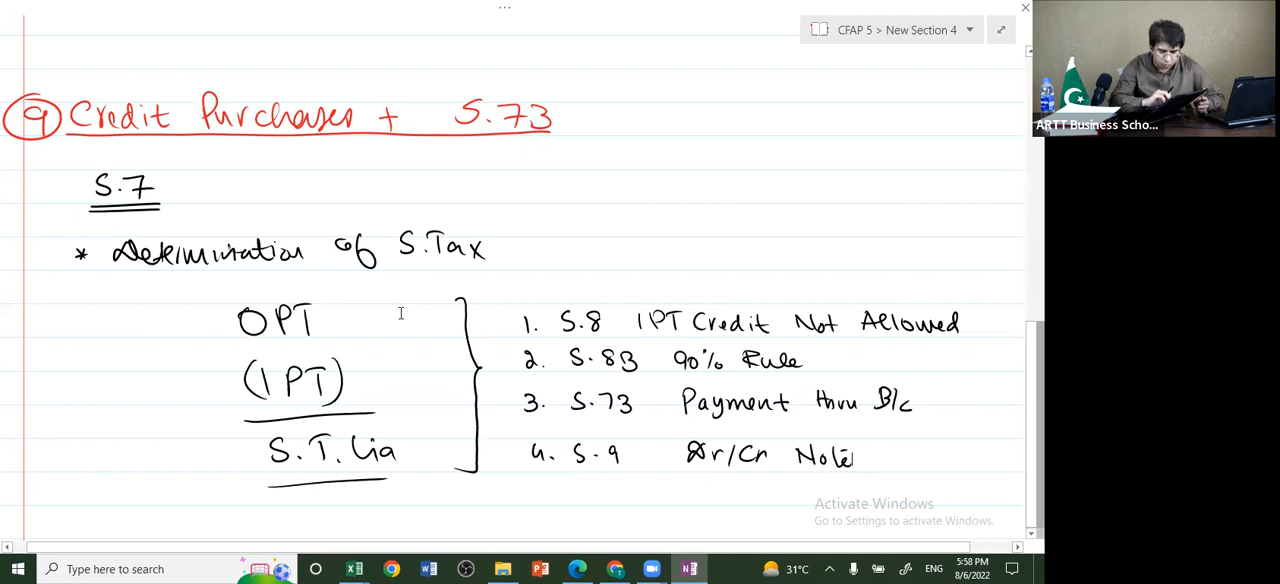 CFAP 5 > New Section 4
ARTT Business Scho...
9 Credit Purchases + S.73
S.7
* Determination of S.Tax
OPT
(IPT)
S.T. Lia
1. S.8 IPT Credit Not Allowed
2. S.8B 90% Rule
3. S.73 Payment thru B/c
4. S.9 Dr/Cr Note
Activate Windows
Go to Settings to activate Windows.
Type here to search
31°C
ENG
5:58 PM
8/6/2022